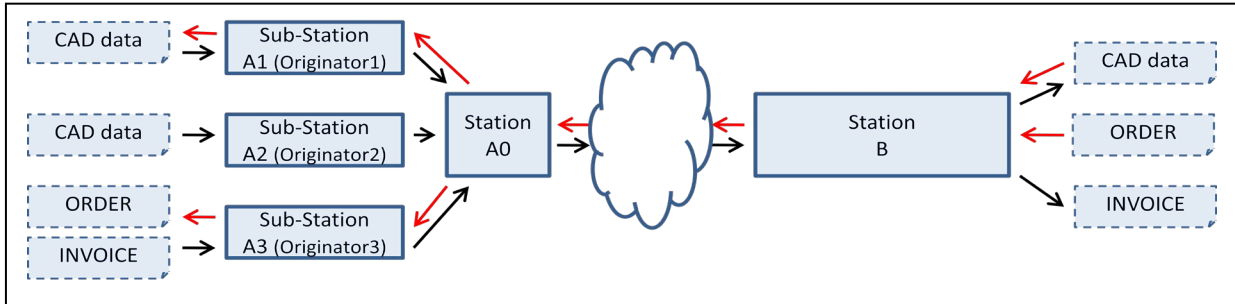 CAD data
Sub-Station
A1 (Originator1)
CAD data
Sub-Station
A2 (Originator2)
ORDER
INVOICE
Sub-Station
A3 (Originator3)
Station
A0
Station
B
CAD data
ORDER
INVOICE